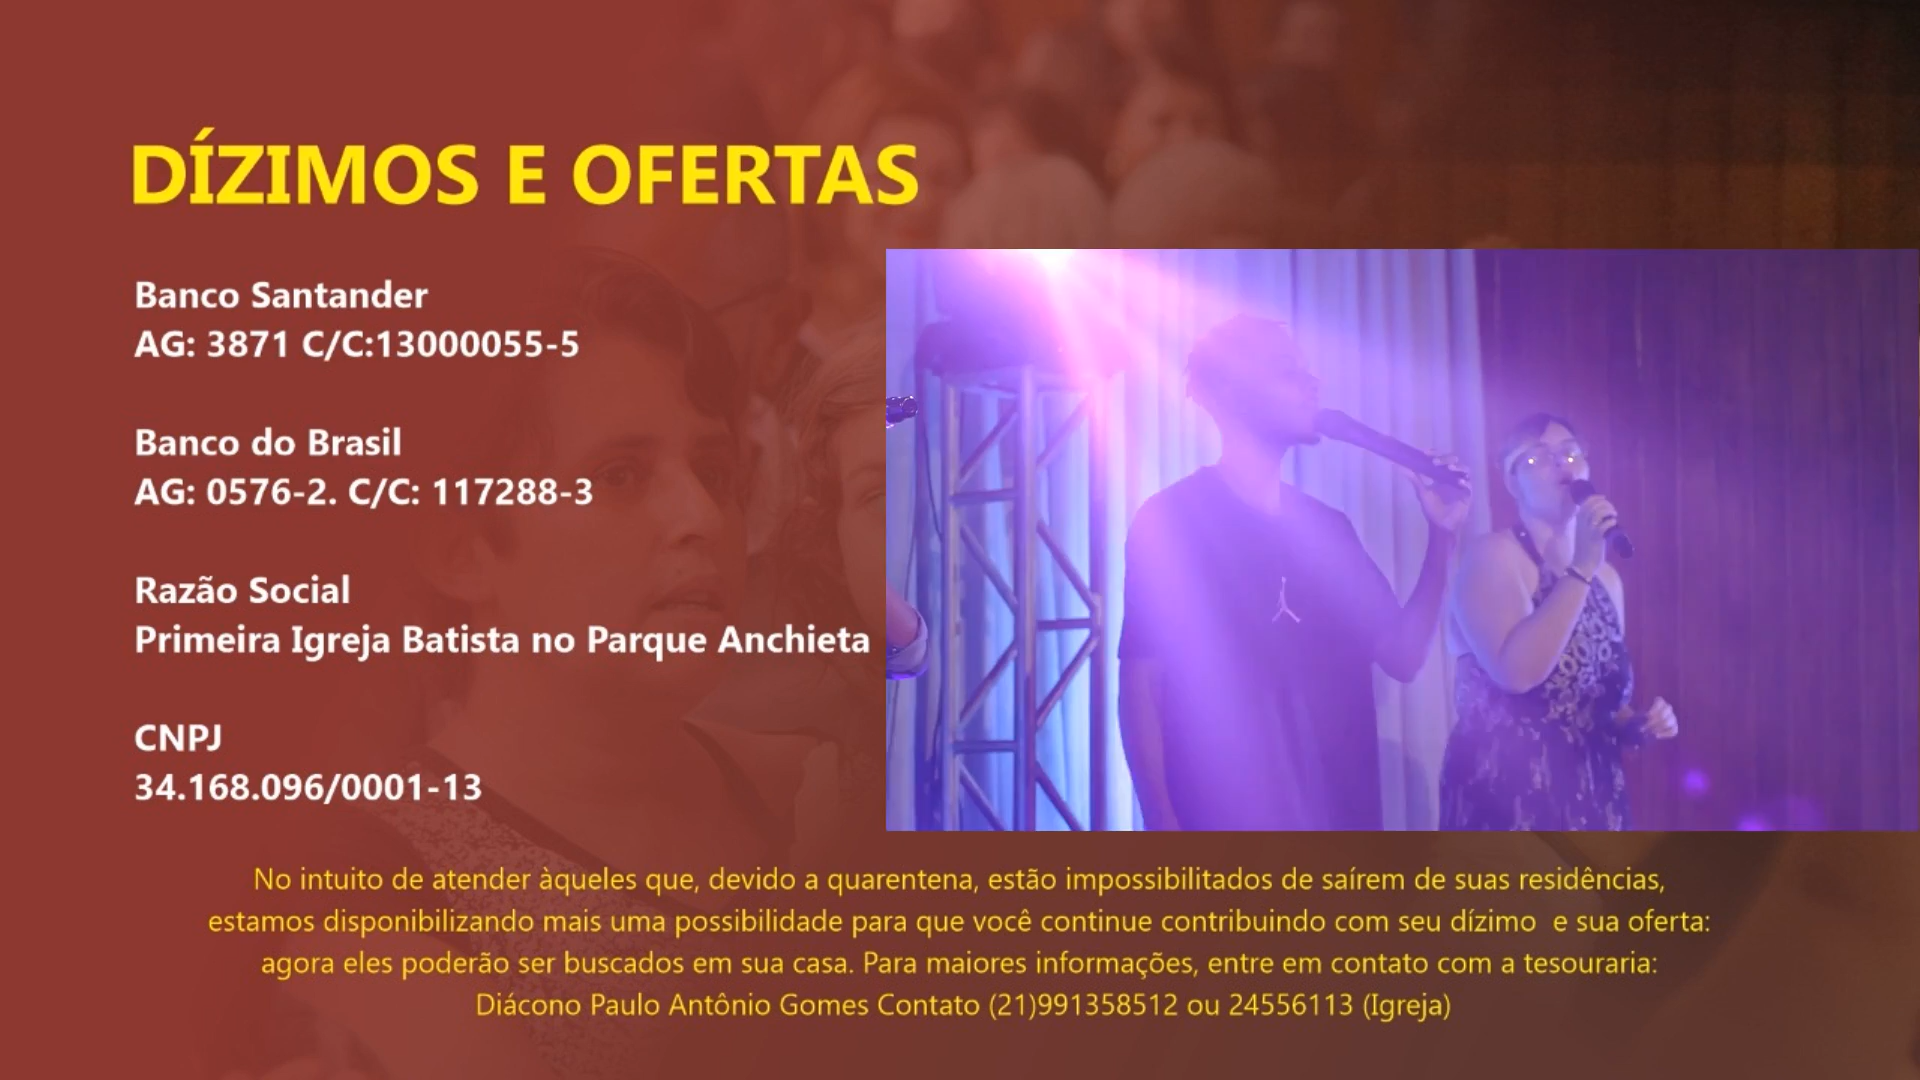 DÍZIMOS E OFERTAS
Banco Santander
AG: 3871 C/C:13000055-5
Banco do Brasil
AG: 0576-2. C/C: 117288-3
Razão Social
Primeira Igreja Batista no Parque Anchieta
CNPJ
34.168.096/0001-13
No intuito de atender àqueles que, devido a quarentena, estão impossibilitados de saírem de suas residências,
estamos disponibilizando mais uma possibilidade para que você continue contribuindo com seu dízimo  e sua oferta:
agora eles poderão ser buscados em sua casa. Para maiores informações, entre em contato com a tesouraria:
Diácono Paulo Antônio Gomes Contato (21)991358512 ou 24556113 (Igreja)